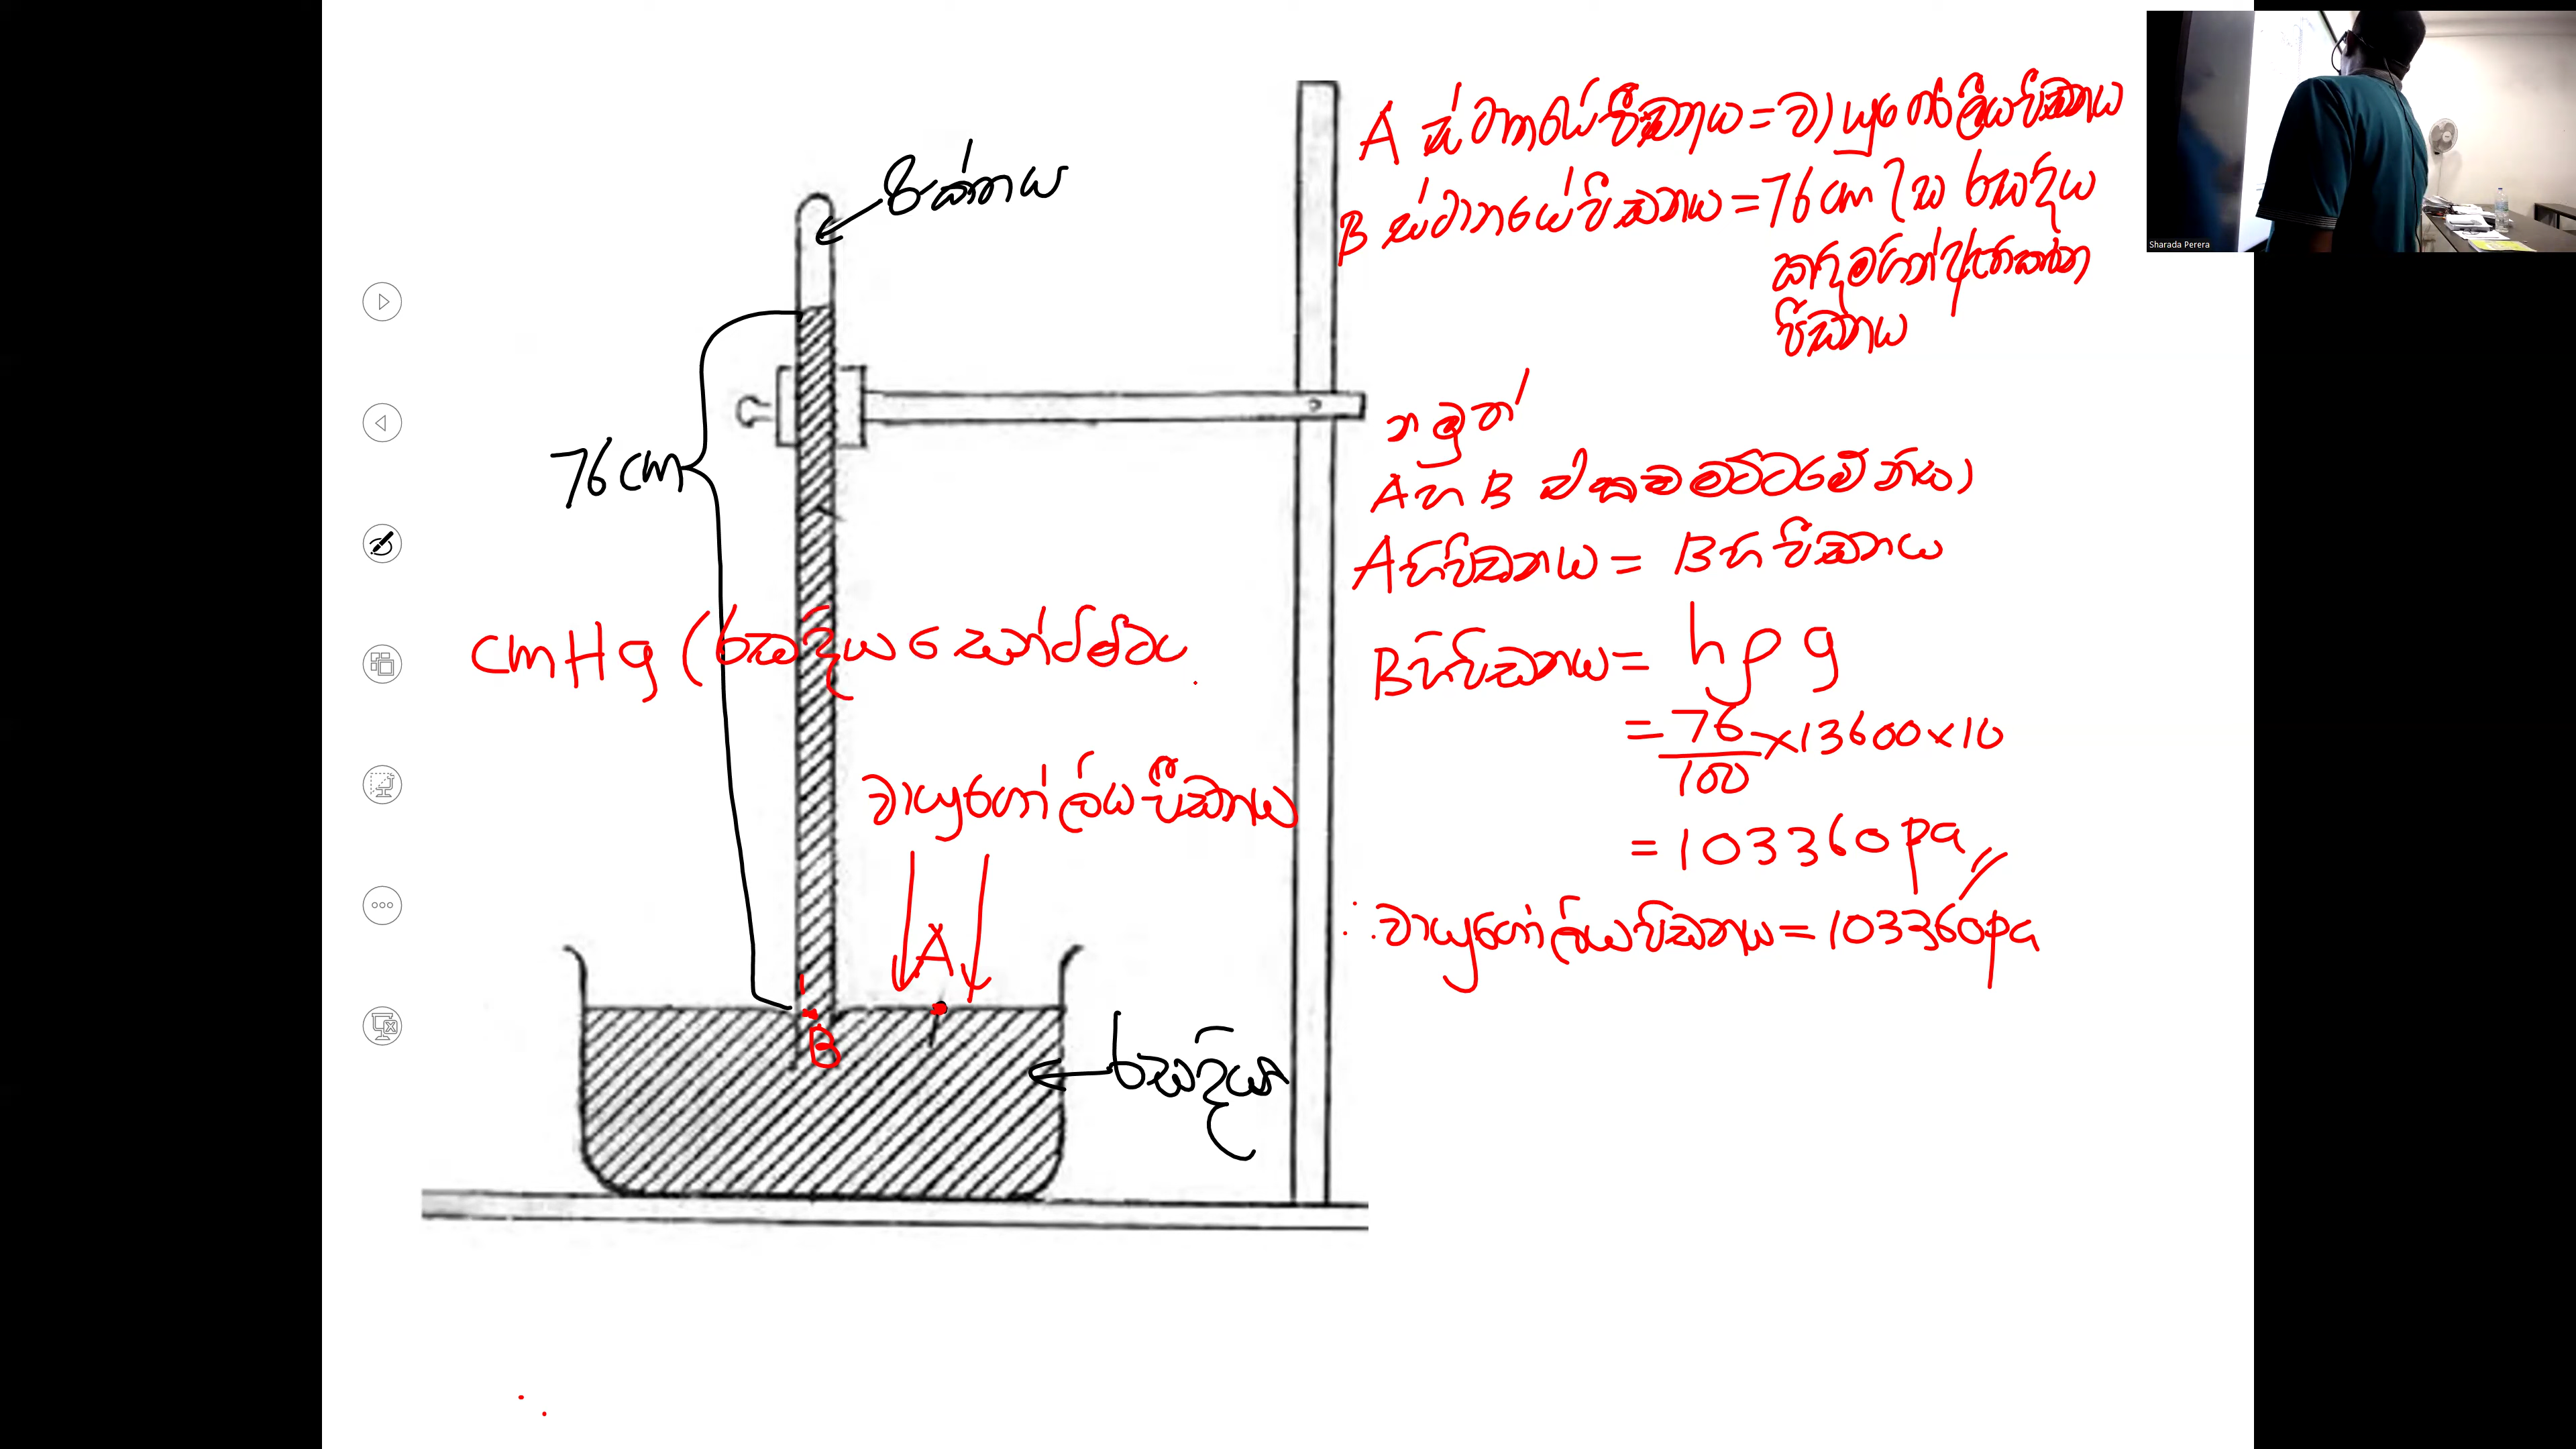 රික්තය
76 cm
cmHg (රසදිය සෙන්ටිමීටර
වායුගෝලීය පීඩනය
A
B
රසදිය
A ස්ථානයේ පීඩනය = වායුගෝලීය පීඩනය
B ස්ථානයේ පීඩනය = 76 cm උස රසදිය
කඳ මගින් ඇතිකරන
පීඩනය
නමුත්
A හා B එකම මට්ටමේ නිසා
A හි පීඩනය = B හි පීඩනය
B හි පීඩනය = hρg
= 76/100 × 13600 × 10
= 103360 pa
∴ වායුගෝලීය පීඩනය = 103360 pa
Sharada Perera